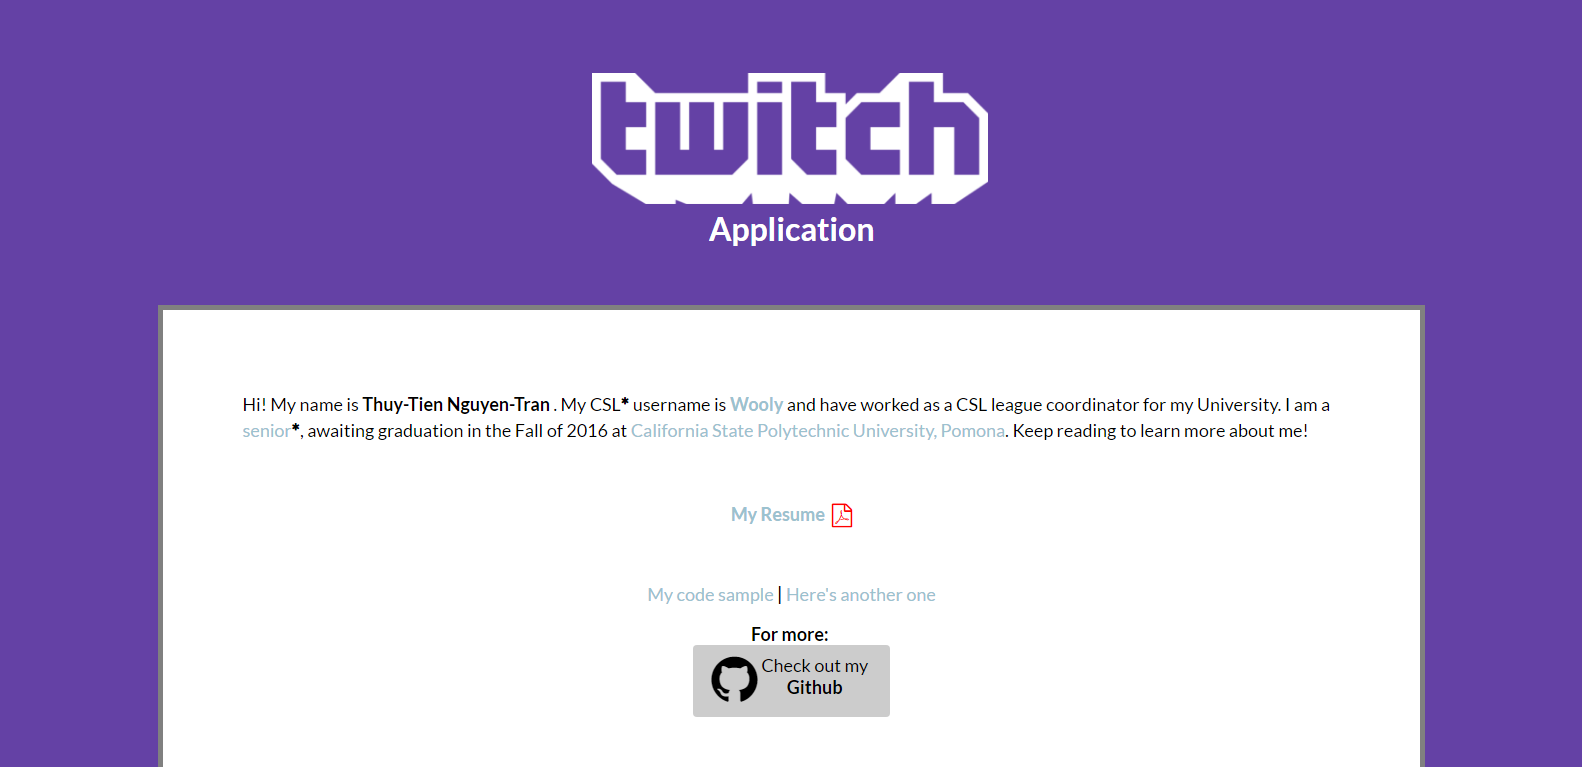 twitch
Application
Hi! My name is Thuy-Tien Nguyen-Tran . My CSL* username is Wooly and have worked as a CSL league coordinator for my University. I am a
senior*, awaiting graduation in the Fall of 2016 at California State Polytechnic University, Pomona. Keep reading to learn more about me!
My Resume
My code sample | Here's another one
For more:
Check out my
Github